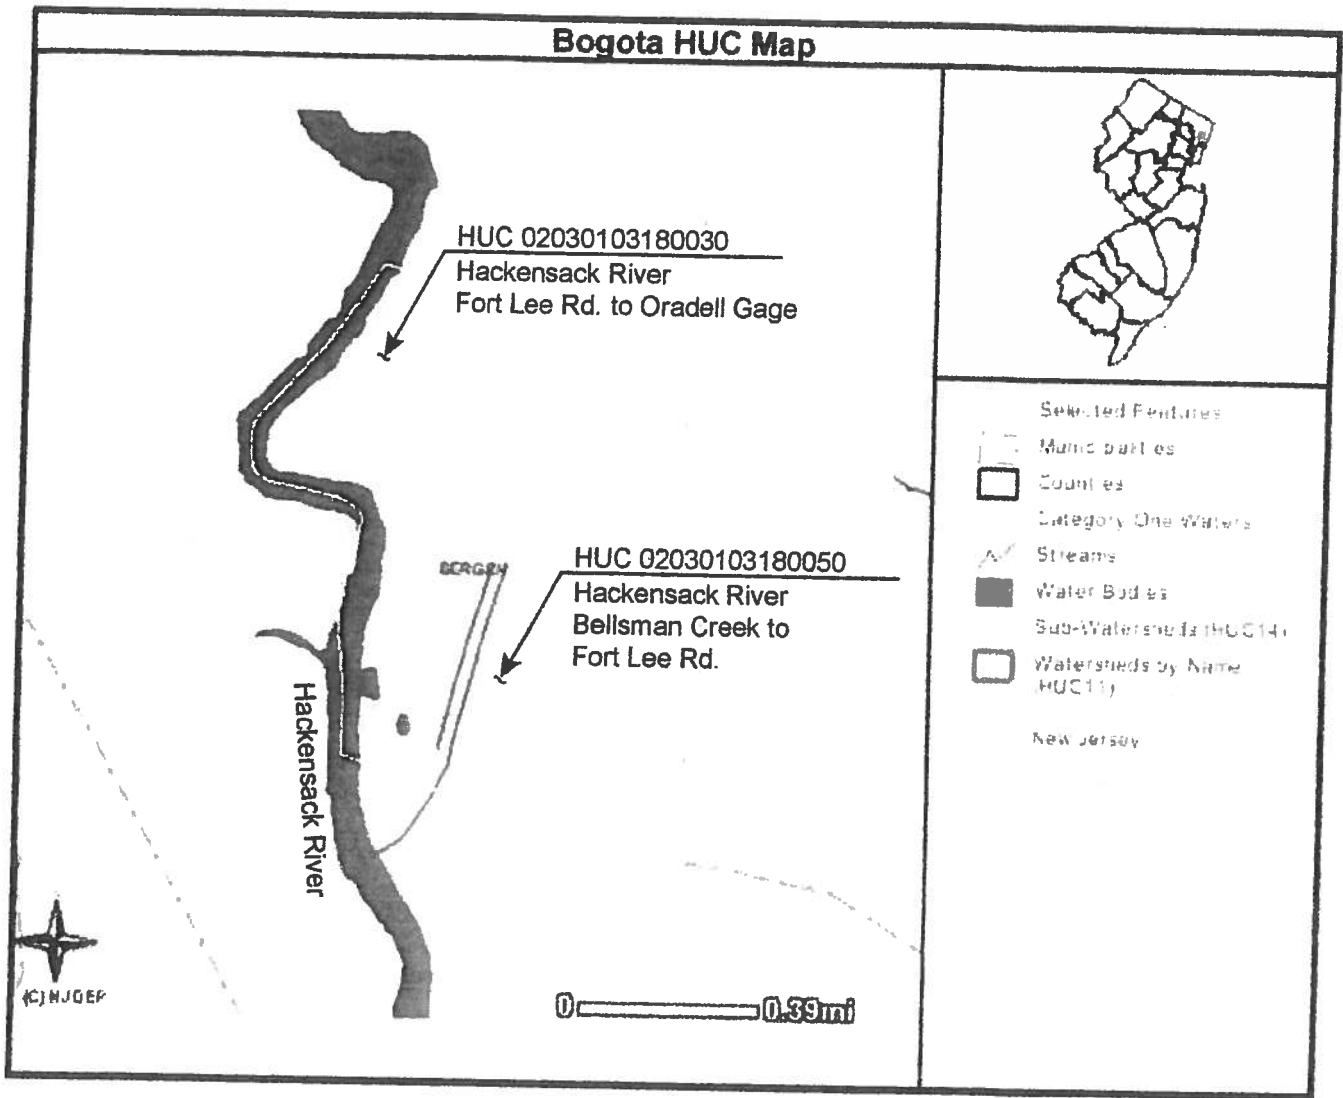 Bogota HUC Map
HUC 02030103180030
Hackensack River
Fort Lee Rd. to Oradell Gage
BERGEN
HUC 02030103180050
Hackensack River
Bellsman Creek to
Fort Lee Rd.
Hackensack River
(C) NJDEP
0 0.39mi
Selected Features
Municipalities
Counties
Category One Waters
Streams
Water Bodies
Sub-Watersheds (HUC14)
Watersheds by Name
(HUC11)
New Jersey